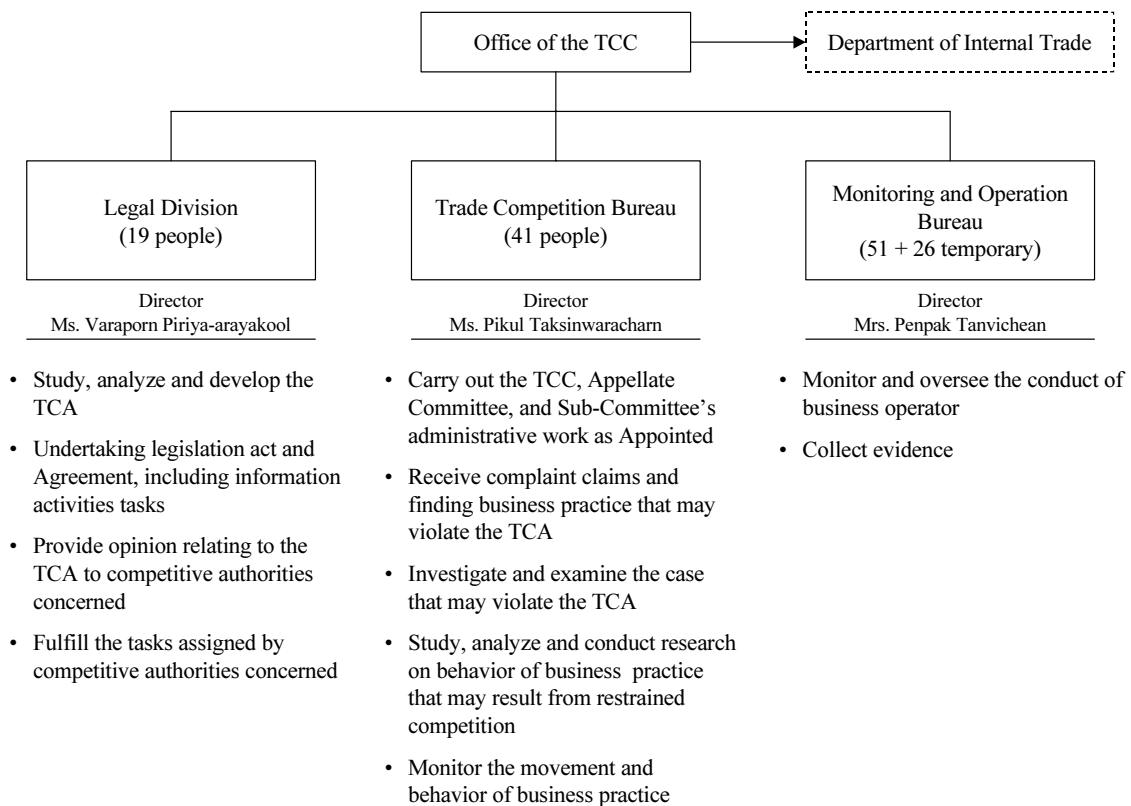 Office of the TCC
Department of Internal Trade
Legal Division
(19 people)
Director
Ms. Varaporn Piriya-arayakool
• Study, analyze and develop the
TCA
• Undertaking legislation act and
Agreement, including information
activities tasks
• Provide opinion relating to the
TCA to competitive authorities
concerned
• Fulfill the tasks assigned by
competitive authorities concerned
Trade Competition Bureau
(41 people)
Director
Ms. Pikul Taksinwaracharn
• Carry out the TCC, Appellate
Committee, and Sub-Committee’s
administrative work as Appointed
• Receive complaint claims and
finding business practice that may
violate the TCA
• Investigate and examine the case
that may violate the TCA
• Study, analyze and conduct research
on behavior of business practice
that may result from restrained
competition
• Monitor the movement and
behavior of business practice
Monitoring and Operation
Bureau
(51 + 26 temporary)
Director
Mrs. Penpak Tanvichean
• Monitor and oversee the conduct of
business operator
• Collect evidence